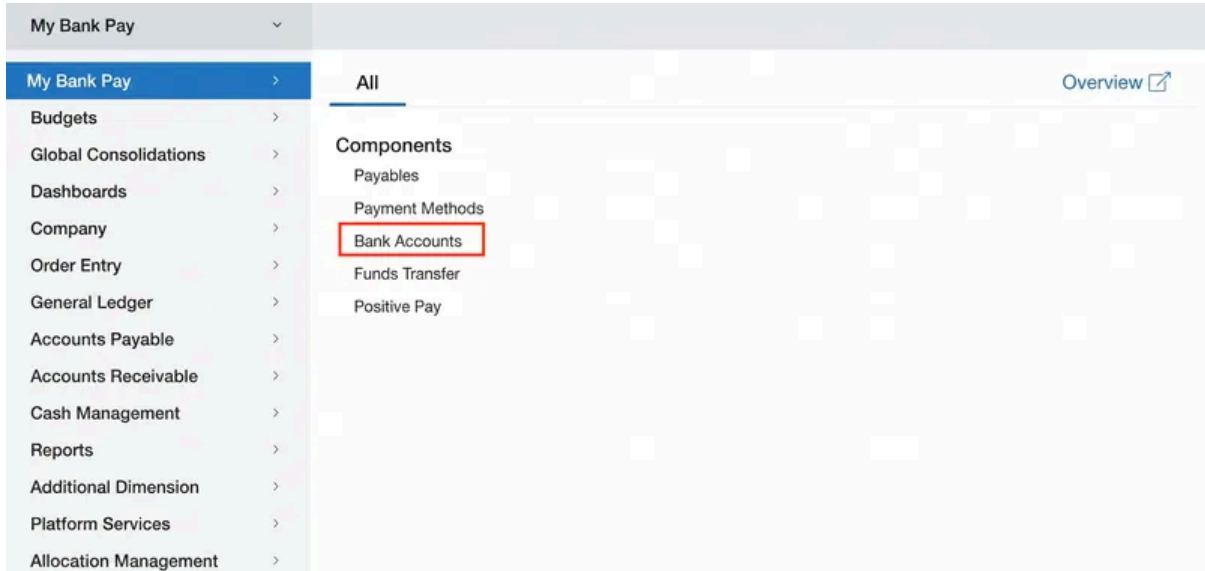 My Bank Pay
My Bank Pay
Budgets
Global Consolidations
Dashboards
Company
Order Entry
General Ledger
Accounts Payable
Accounts Receivable
Cash Management
Reports
Additional Dimension
Platform Services
Allocation Management
All
Overview
Components
Payables
Payment Methods
Bank Accounts
Funds Transfer
Positive Pay